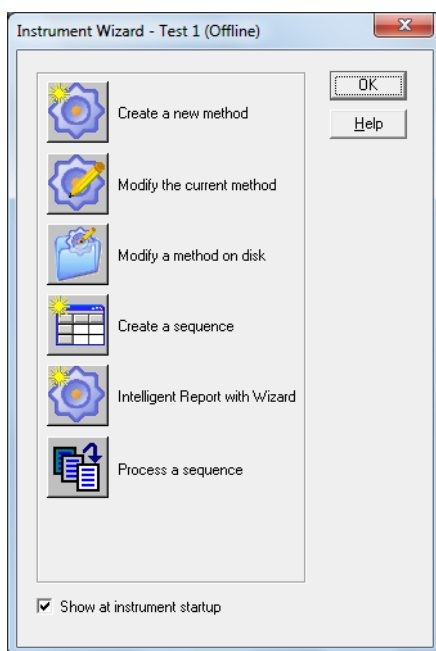 Instrument Wizard - Test 1 (Offline)
OK
Create a new method
Help
Modify the current method
Modify a method on disk
Create a sequence
Intelligent Report with Wizard
Process a sequence
Show at instrument startup